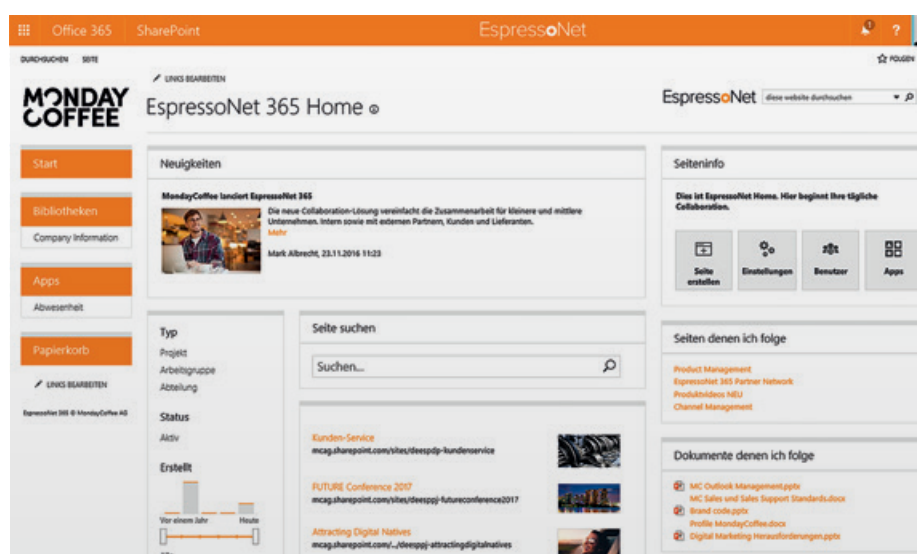 Office 365
SharePoint
EspressoNet
1
?
DURCHSUCHEN
SEITE
FOLGEN
LINKS BEARBEITEN
MONDAY
COFFEE
EspressoNet 365 Home
EspressoNet
diese website durchsuchen
Start
Bibliotheken
Company Information
Apps
Abwesenheit
Papierkorb
LINKS BEARBEITEN
EspressoNet 365 © MondayCoffee AG
Neuigkeiten
MondayCoffee lanciert EspressoNet 365
Die neue Collaboration-Lösung vereinfacht die Zusammenarbeit für kleinere und mittlere
Unternehmen. Intern sowie mit externen Partnern, Kunden und Lieferanten.
Mehr
Mark Albrecht, 23.11.2016 11:23
Typ
Projekt
Arbeitsgruppe
Abteilung
Status
Aktiv
Erstellt
Vor einem Jahr
Heute
Seite suchen
Suchen...
Kunden-Service
mcag.sharepoint.com/sites/deespdp-kundenservice
FUTURE Conference 2017
mcag.sharepoint.com/sites/deesppj-futureconference2017
Attracting Digital Natives
mcag.sharepoint.com/.../deesppj-attractingdigitalnatives
Seiteninfo
Dies ist EspressoNet Home. Hier beginnt Ihre tägliche
Collaboration.
Seite
erstellen
Einstellungen
Benutzer
Apps
Seiten denen ich folge
Product Management
EspressoNet 365 Partner Network
Produktvideos NEU
Channel Management
Dokumente denen ich folge
MC Outlook Management.pptx
MC Sales und Sales Support Standards.docx
Brand code.pptx
Profile MondayCoffee.docx
Digital Marketing Herausforderungen.pptx